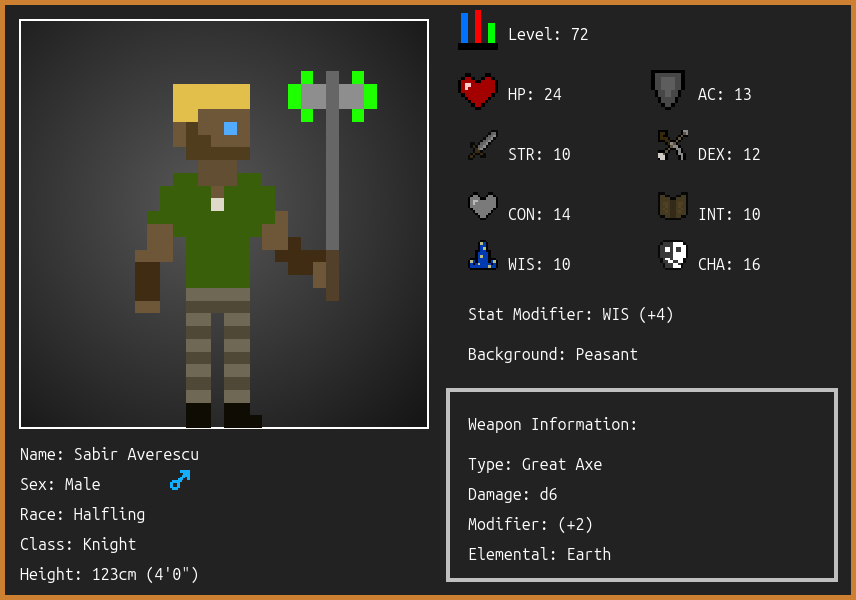 Level: 72
HP: 24
AC: 13
STR: 10
DEX: 12
CON: 14
INT: 10
WIS: 10
CHA: 16
Stat Modifier: WIS (+4)
Background: Peasant
Weapon Information:
Type: Great Axe
Damage: d6
Modifier: (+2)
Elemental: Earth
Name: Sabir Averescu
Sex: Male
Race: Halfling
Class: Knight
Height: 123cm (4'0")